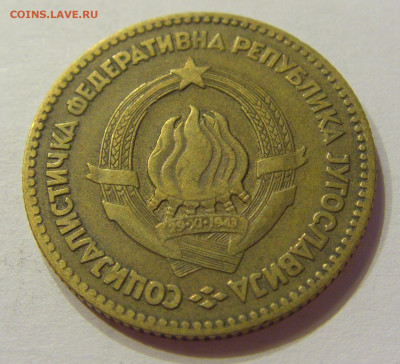 COINS.LAVE.RU
СОЦИЈАЛИСТИЧКА ФЕДЕРАТИВНА РЕПУБЛИКА ЈУГОСЛАВИЈА
29·XI·1943